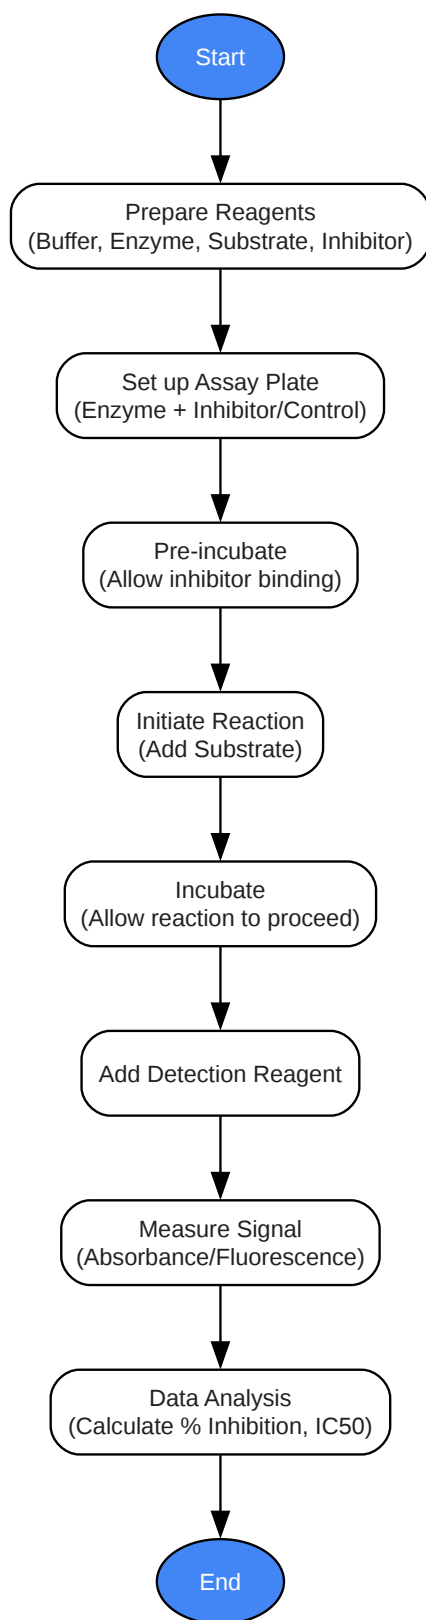 Start
Prepare Reagents
(Buffer, Enzyme, Substrate, Inhibitor)
Set up Assay Plate
(Enzyme + Inhibitor/Control)
Pre-incubate
(Allow inhibitor binding)
Initiate Reaction
(Add Substrate)
Incubate
(Allow reaction to proceed)
Add Detection Reagent
Measure Signal
(Absorbance/Fluorescence)
Data Analysis
(Calculate % Inhibition, IC50)
End